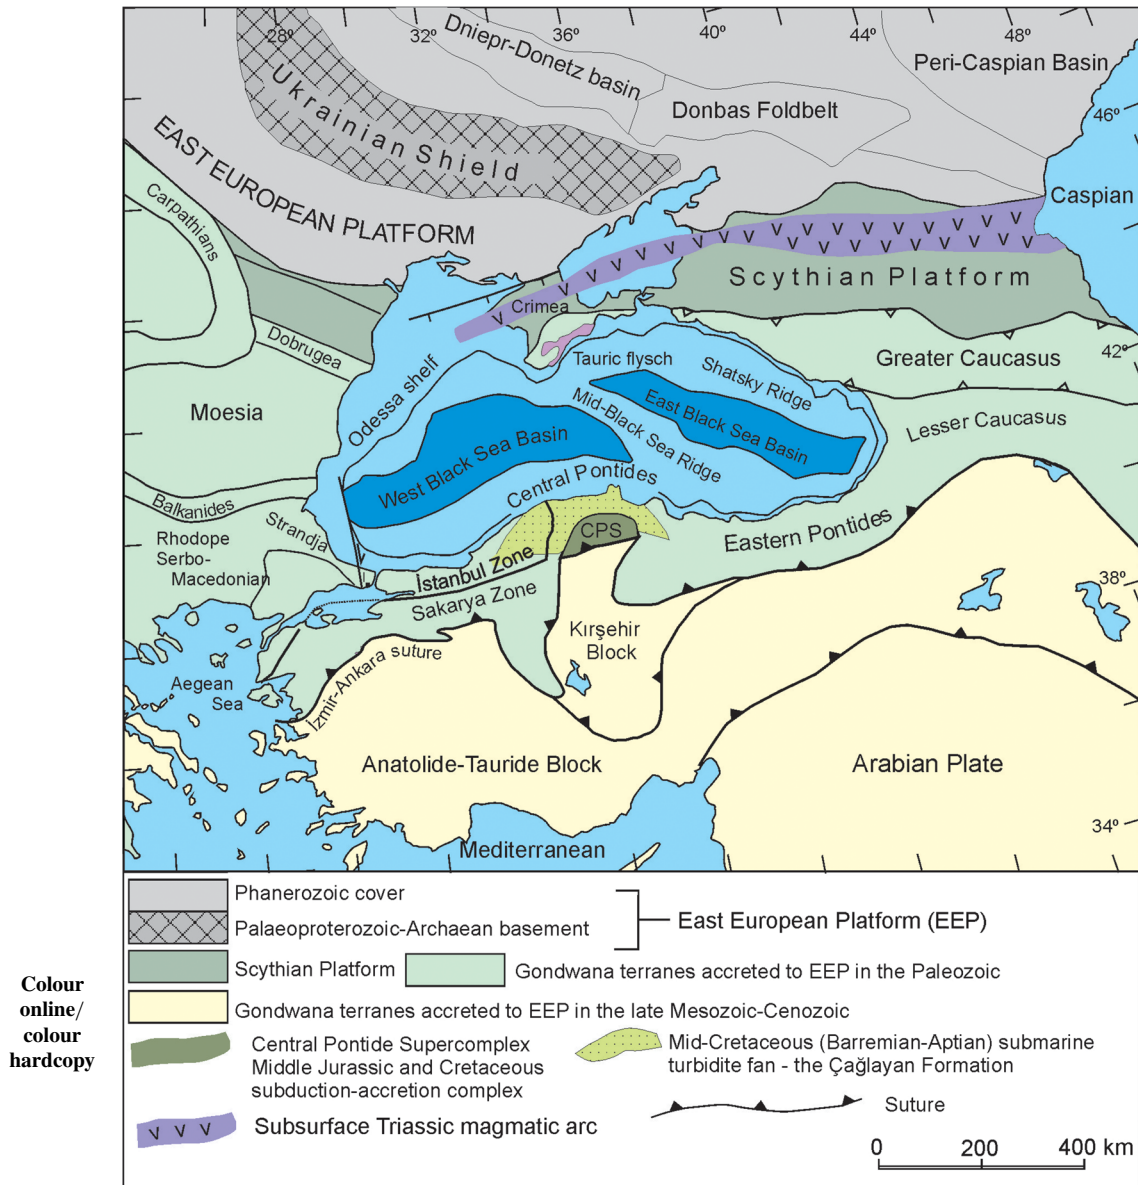 28º
32º
36º
40º
44º
48º
Dniepr-Donetz basin
Peri-Caspian Basin
Donbas Foldbelt
46º
Ukrainian Shield
EAST EUROPEAN PLATFORM
Carpathians
Caspian
Scythian Platform
Crimea
Dobrugea
42º
Tauric flysch
Greater Caucasus
Shatsky Ridge
Odessa shelf
Moesia
East Black Sea Basin
Mid-Black Sea Ridge
Lesser Caucasus
West Black Sea Basin
Central Pontides
Balkanides
Strandja
CPS
Eastern Pontides
Rhodope
Serbo-
Macedonian
İstanbul Zone
38º
Sakarya Zone
Kırşehir
Block
İzmir-Ankara suture
Aegean
Sea
Anatolide-Tauride Block
Arabian Plate
34º
Mediterranean
V V V V V V V V V V V V V V V V V V V V V V V V
Phanerozoic cover
Palaeoproterozoic-Archaean basement
East European Platform (EEP)
Scythian Platform
Gondwana terranes accreted to EEP in the Paleozoic
Gondwana terranes accreted to EEP in the late Mesozoic-Cenozoic
Colour
online/
colour
hardcopy
Central Pontide Supercomplex
Middle Jurassic and Cretaceous
subduction-accretion complex
Mid-Cretaceous (Barremian-Aptian) submarine
turbidite fan - the Çağlayan Formation
V V V
Subsurface Triassic magmatic arc
Suture
0 200 400 km